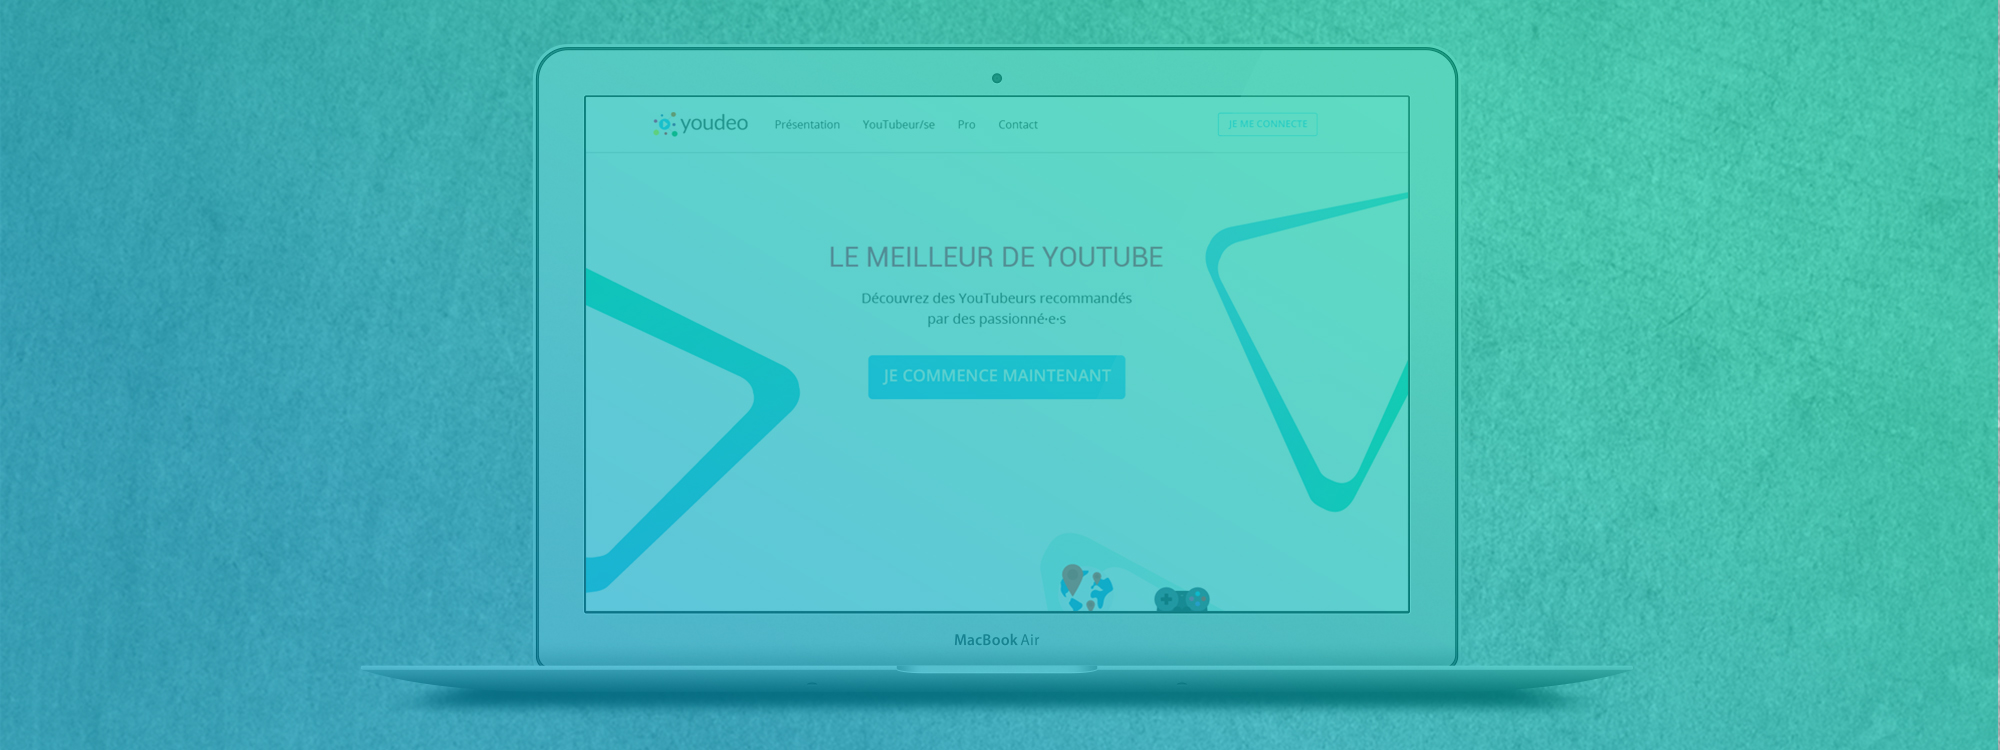 youdeo
Présentation
YouTubeur/se
Pro
Contact
JE ME CONNECTE
LE MEILLEUR DE YOUTUBE
Découvrez des YouTubeurs recommandés
par des passionné·e·s
JE COMMENCE MAINTENANT
MacBook Air